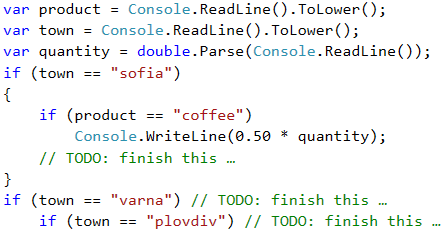 var product = Console.ReadLine().ToLower();
var town = Console.ReadLine().ToLower();
var quantity = double.Parse(Console.ReadLine());
if (town == "sofia")
{
    if (product == "coffee")
        Console.WriteLine(0.50 * quantity);
    // TODO: finish this …
}
if (town == "varna") // TODO: finish this …
    if (town == "plovdiv") // TODO: finish this …